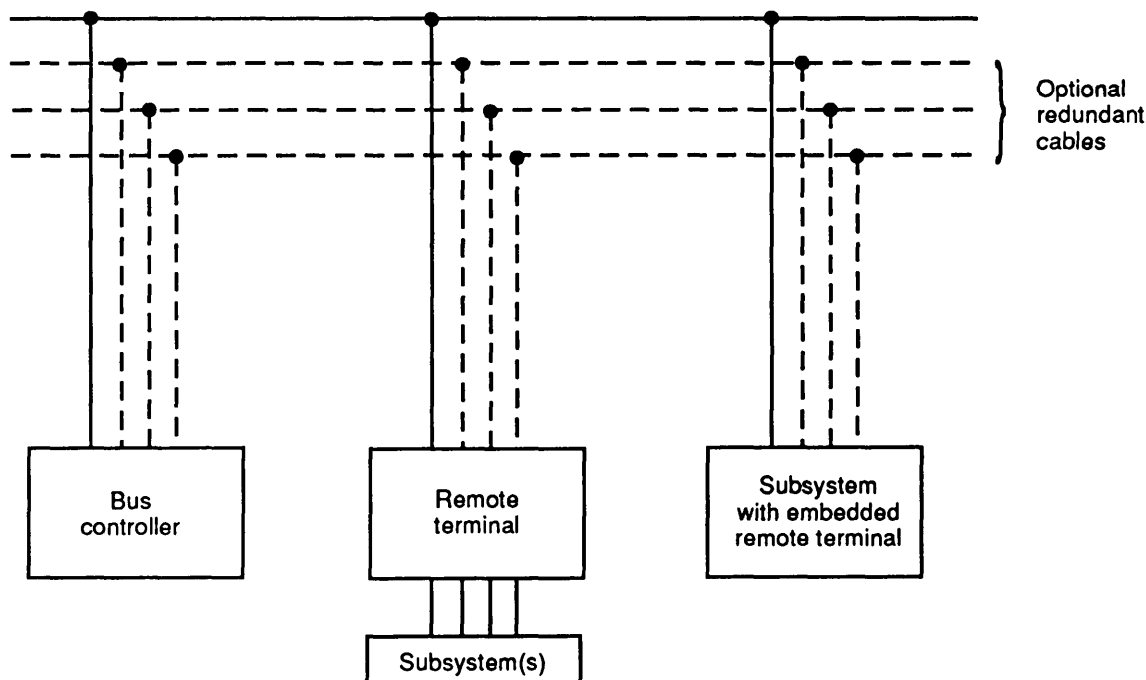 Optional
redundant
cables
Bus
controller
Remote
terminal
Subsystem
with embedded
remote terminal
Subsystem(s)